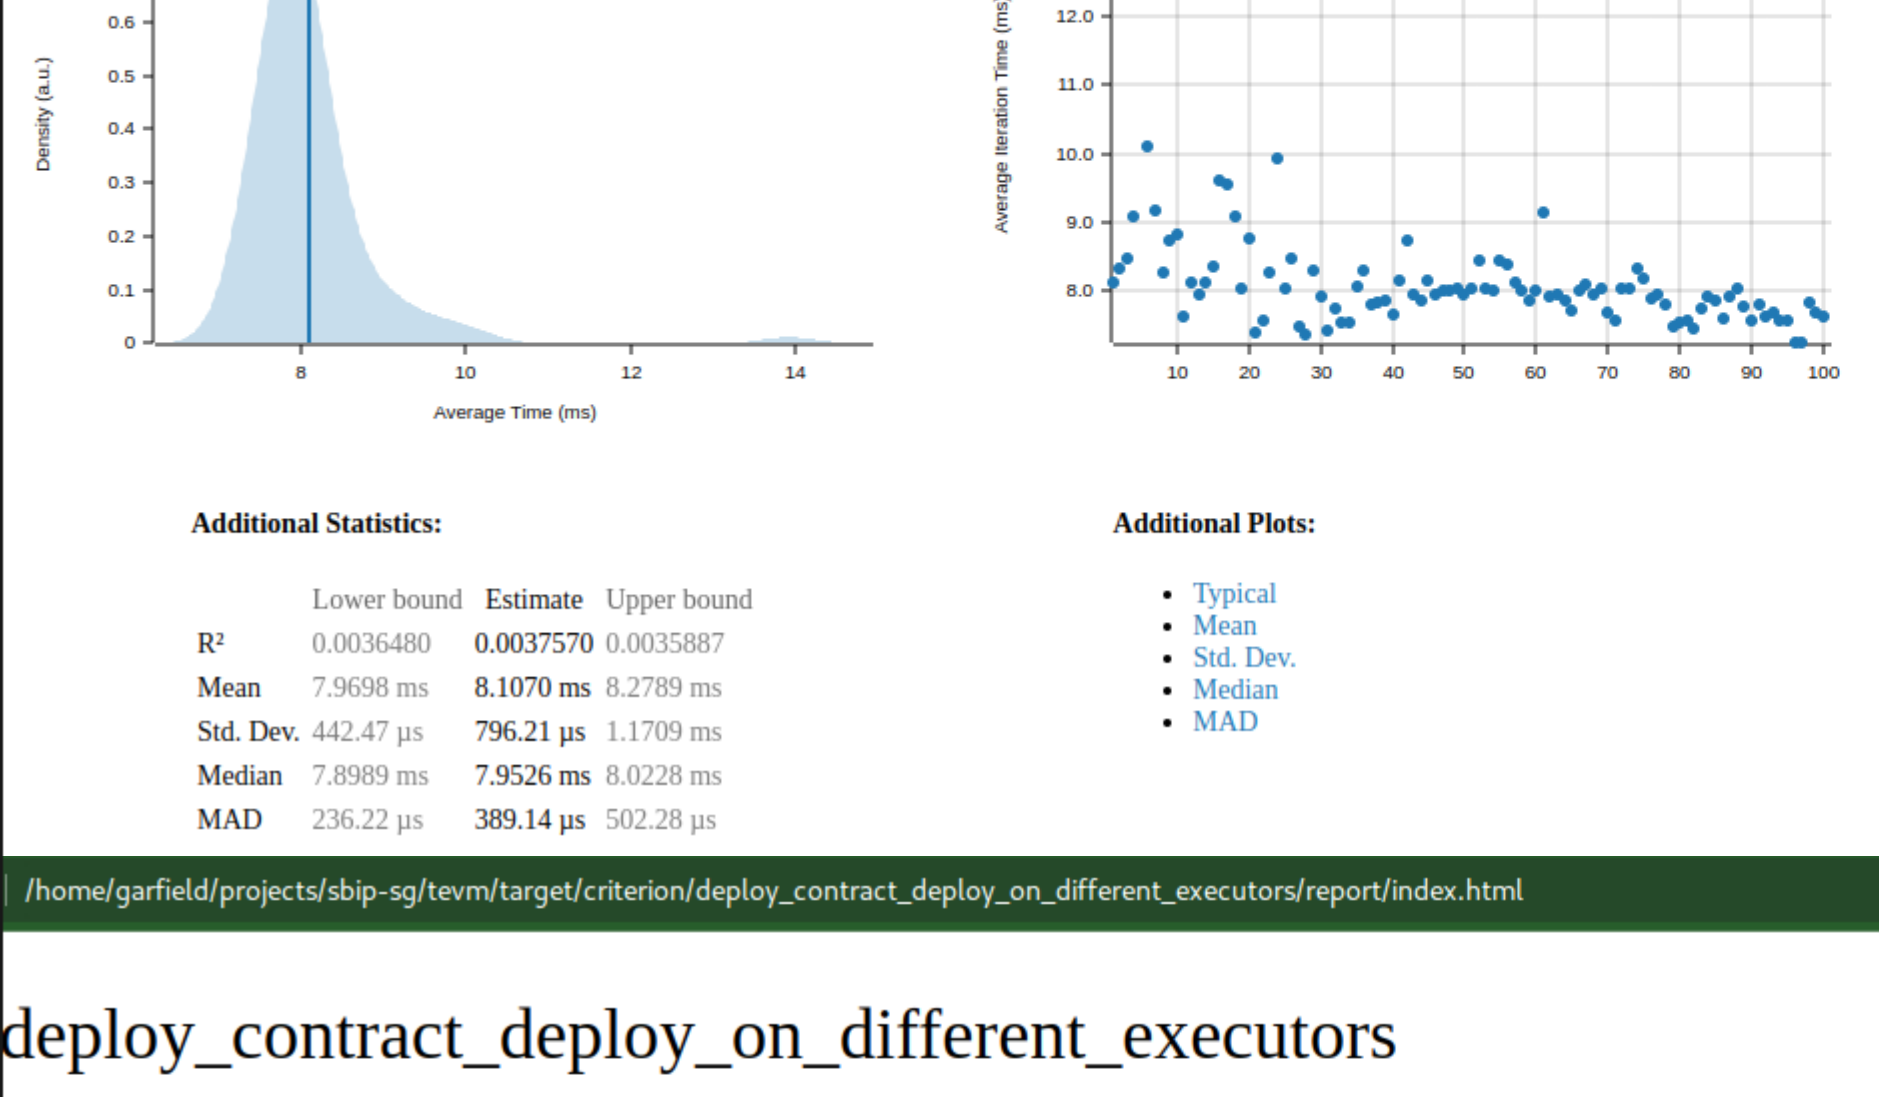 0.6
0.5
0.4
0.3
0.2
0.1
0
Density (a.u.)
8 10 12 14
Average Time (ms)
12.0
11.0
10.0
9.0
8.0
Average Iteration Time (ms)
10 20 30 40 50 60 70 80 90 100
Additional Statistics:
Lower bound Estimate Upper bound
R² 0.0036480 0.0037570 0.0035887
Mean 7.9698 ms 8.1070 ms 8.2789 ms
Std. Dev. 442.47 µs 796.21 µs 1.1709 ms
Median 7.8989 ms 7.9526 ms 8.0228 ms
MAD 236.22 µs 389.14 µs 502.28 µs
Additional Plots:
Typical
Mean
Std. Dev.
Median
MAD
/home/garfield/projects/sbip-sg/tevm/target/criterion/deploy_contract_deploy_on_different_executors/report/index.html
deploy_contract_deploy_on_different_executors